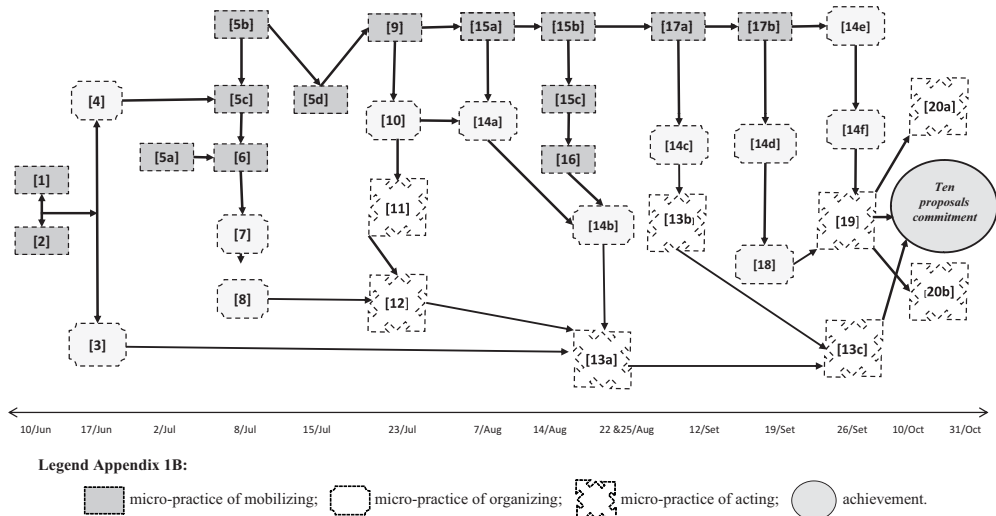 [5b] [9] [15a] [15b] [17a] [17b] [14e]
[4] [5c] [5d] [10] [14a] [15c] [14c] [14d] [14f] [20a]
[1] [5a] [6] [16]
[2] [7] [11] [14b] [13b] [18] [19] Ten
proposals
commitment
[8] [12] [20b]
[3] [13a] [13c]
10/Jun 17/Jun 2/Jul 8/Jul 15/Jul 23/Jul 7/Aug 14/Aug 22 &25/Aug 12/Set 19/Set 26/Set 10/Oct 31/Oct
Legend Appendix 1B:
micro-practice of mobilizing; micro-practice of organizing; micro-practice of acting; achievement.